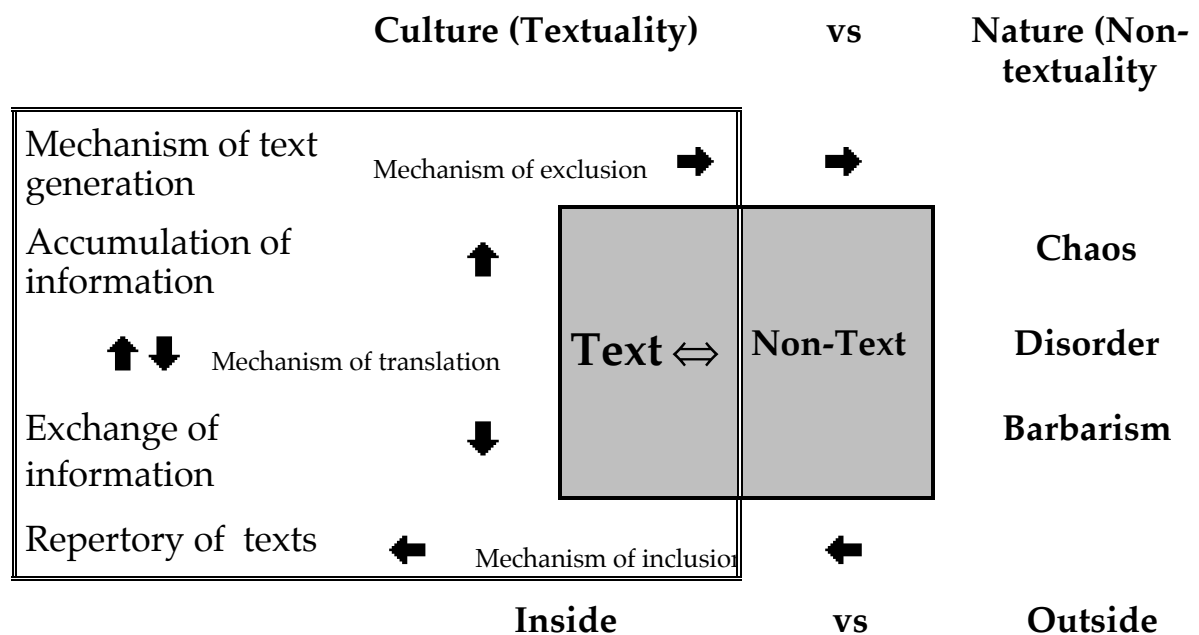 Culture (Textuality) vs Nature (Non-
textuality
Mechanism of text
generation
Mechanism of exclusion
Accumulation of
information
Chaos
Mechanism of translation
Text ⇔ Non-Text
Disorder
Exchange of
information
Barbarism
Repertory of texts
Mechanism of inclusion
Inside vs Outside